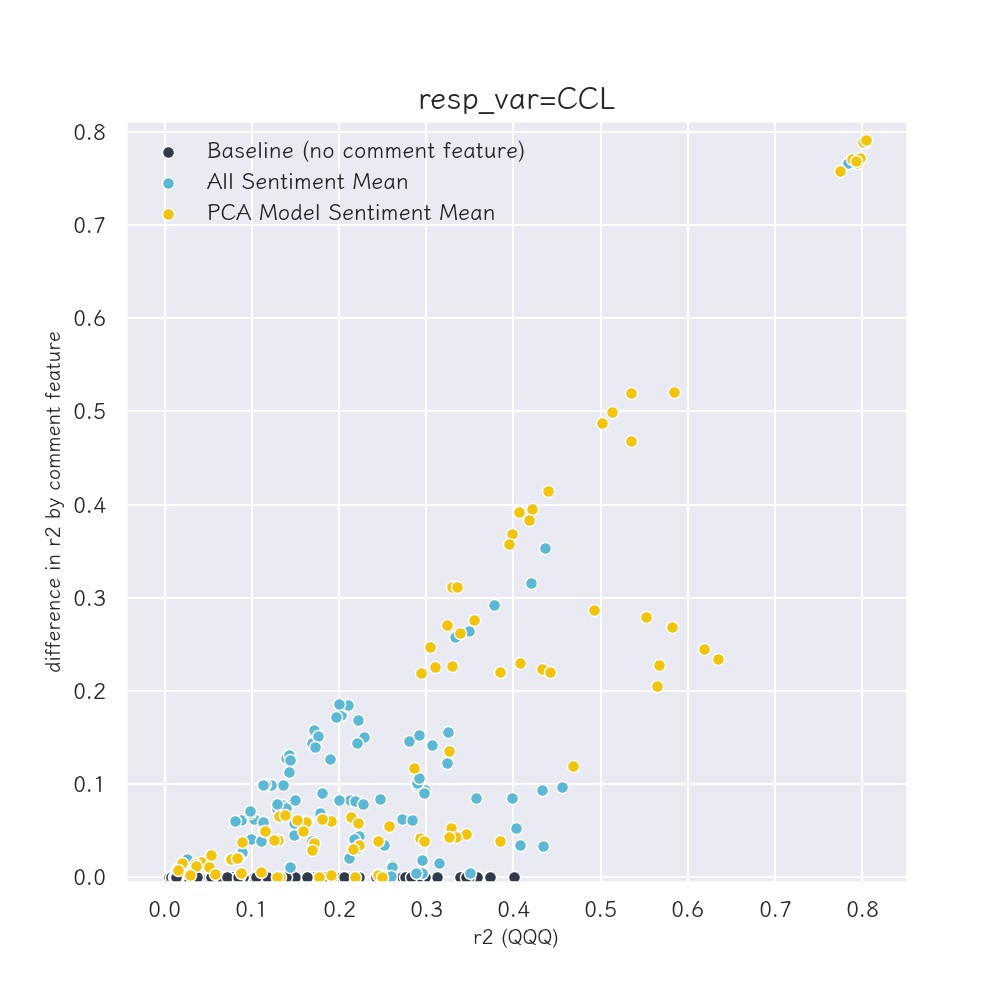 resp_var=CCL
Baseline (no comment feature)
All Sentiment Mean
PCA Model Sentiment Mean
difference in r2 by comment feature
0.8
0.7
0.6
0.5
0.4
0.3
0.2
0.1
0.0
0.0 0.1 0.2 0.3 0.4 0.5 0.6 0.7 0.8
r2 (QQQ)